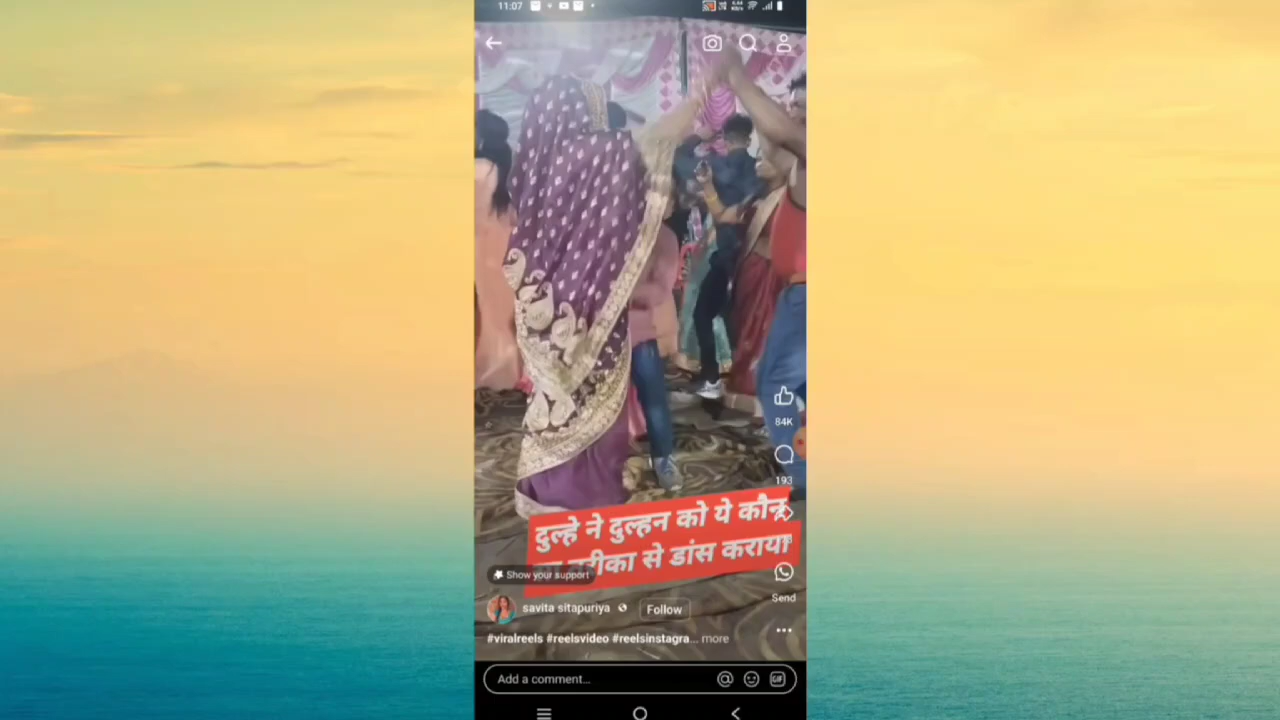 11:07
84K
193
दुल्हे ने दुल्हन को ये कौन
से डांस कराया
Show your support
Send
savita sitapuriya
Follow
#viralreels #reelsvideo #reelsinstagra... more
Add a comment...
GIF